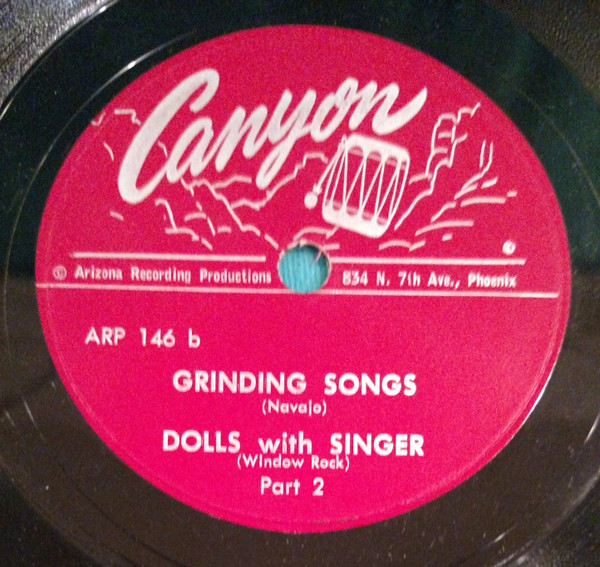 Canyon
© Arizona Recording Productions 834 N. 7th Ave., Phoenix
ARP 146 b
GRINDING SONGS
(Navajo)
DOLLS with SINGER
(Window Rock)
Part 2